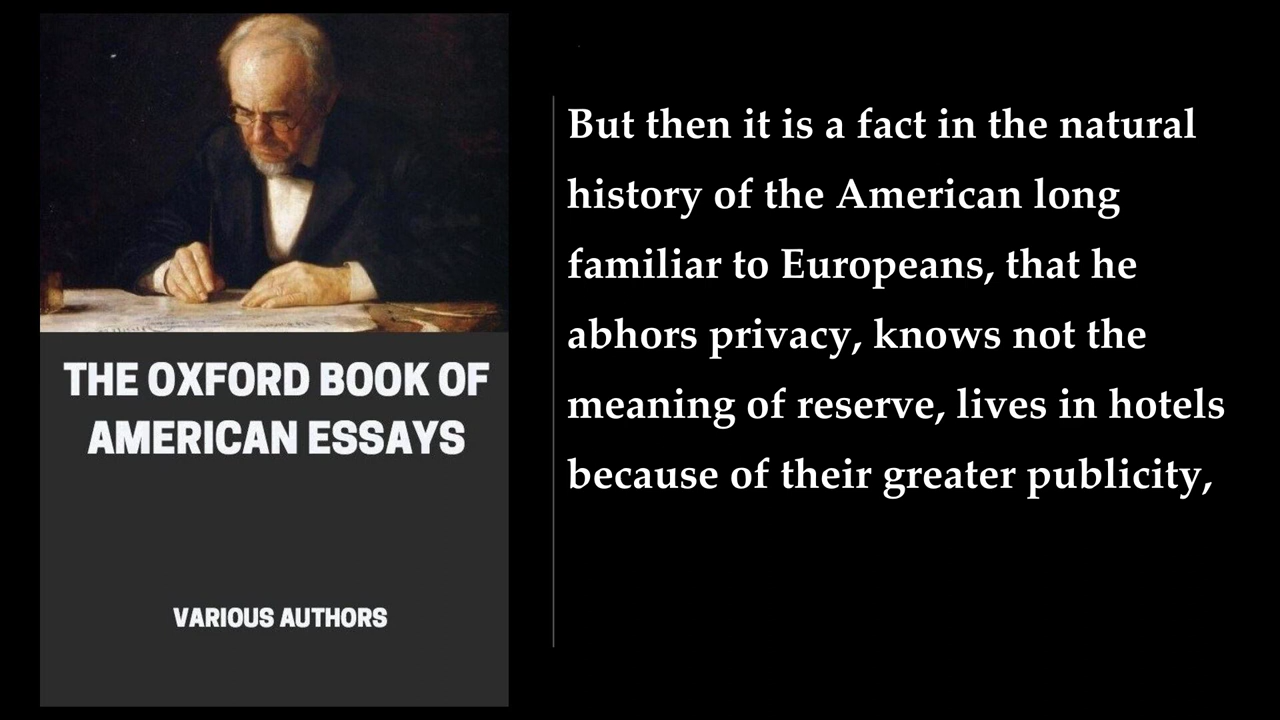 THE OXFORD BOOK OF
AMERICAN ESSAYS
VARIOUS AUTHORS
But then it is a fact in the natural
history of the American long
familiar to Europeans, that he
abhors privacy, knows not the
meaning of reserve, lives in hotels
because of their greater publicity,